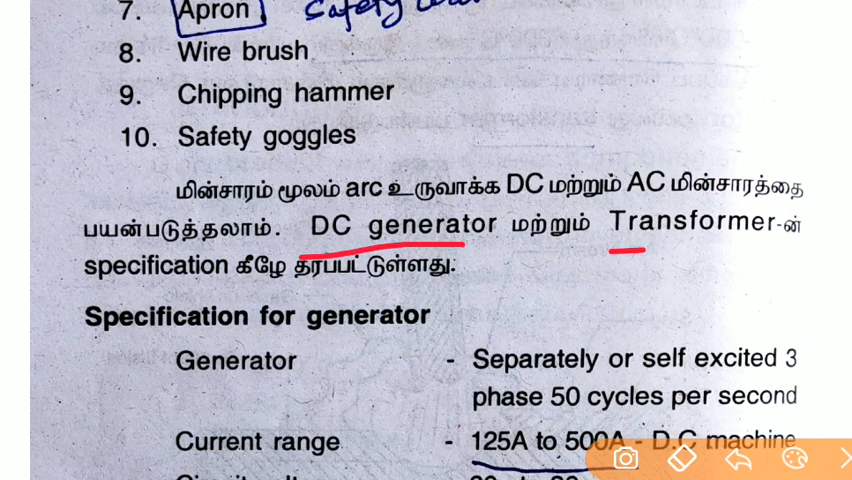 7. Apron Safety
8. Wire brush
9. Chipping hammer
10. Safety goggles
மின்சாரம் மூலம் arc உருவாக்க DC மற்றும் AC மின்சாரத்தை
பயன்படுத்தலாம். DC generator மற்றும் Transformer-ன்
specification கீழே தரப்பட்டுள்ளது.
Specification for generator
Generator - Separately or self excited 3
phase 50 cycles per second
Current range - 125A to 500A - D.C machine